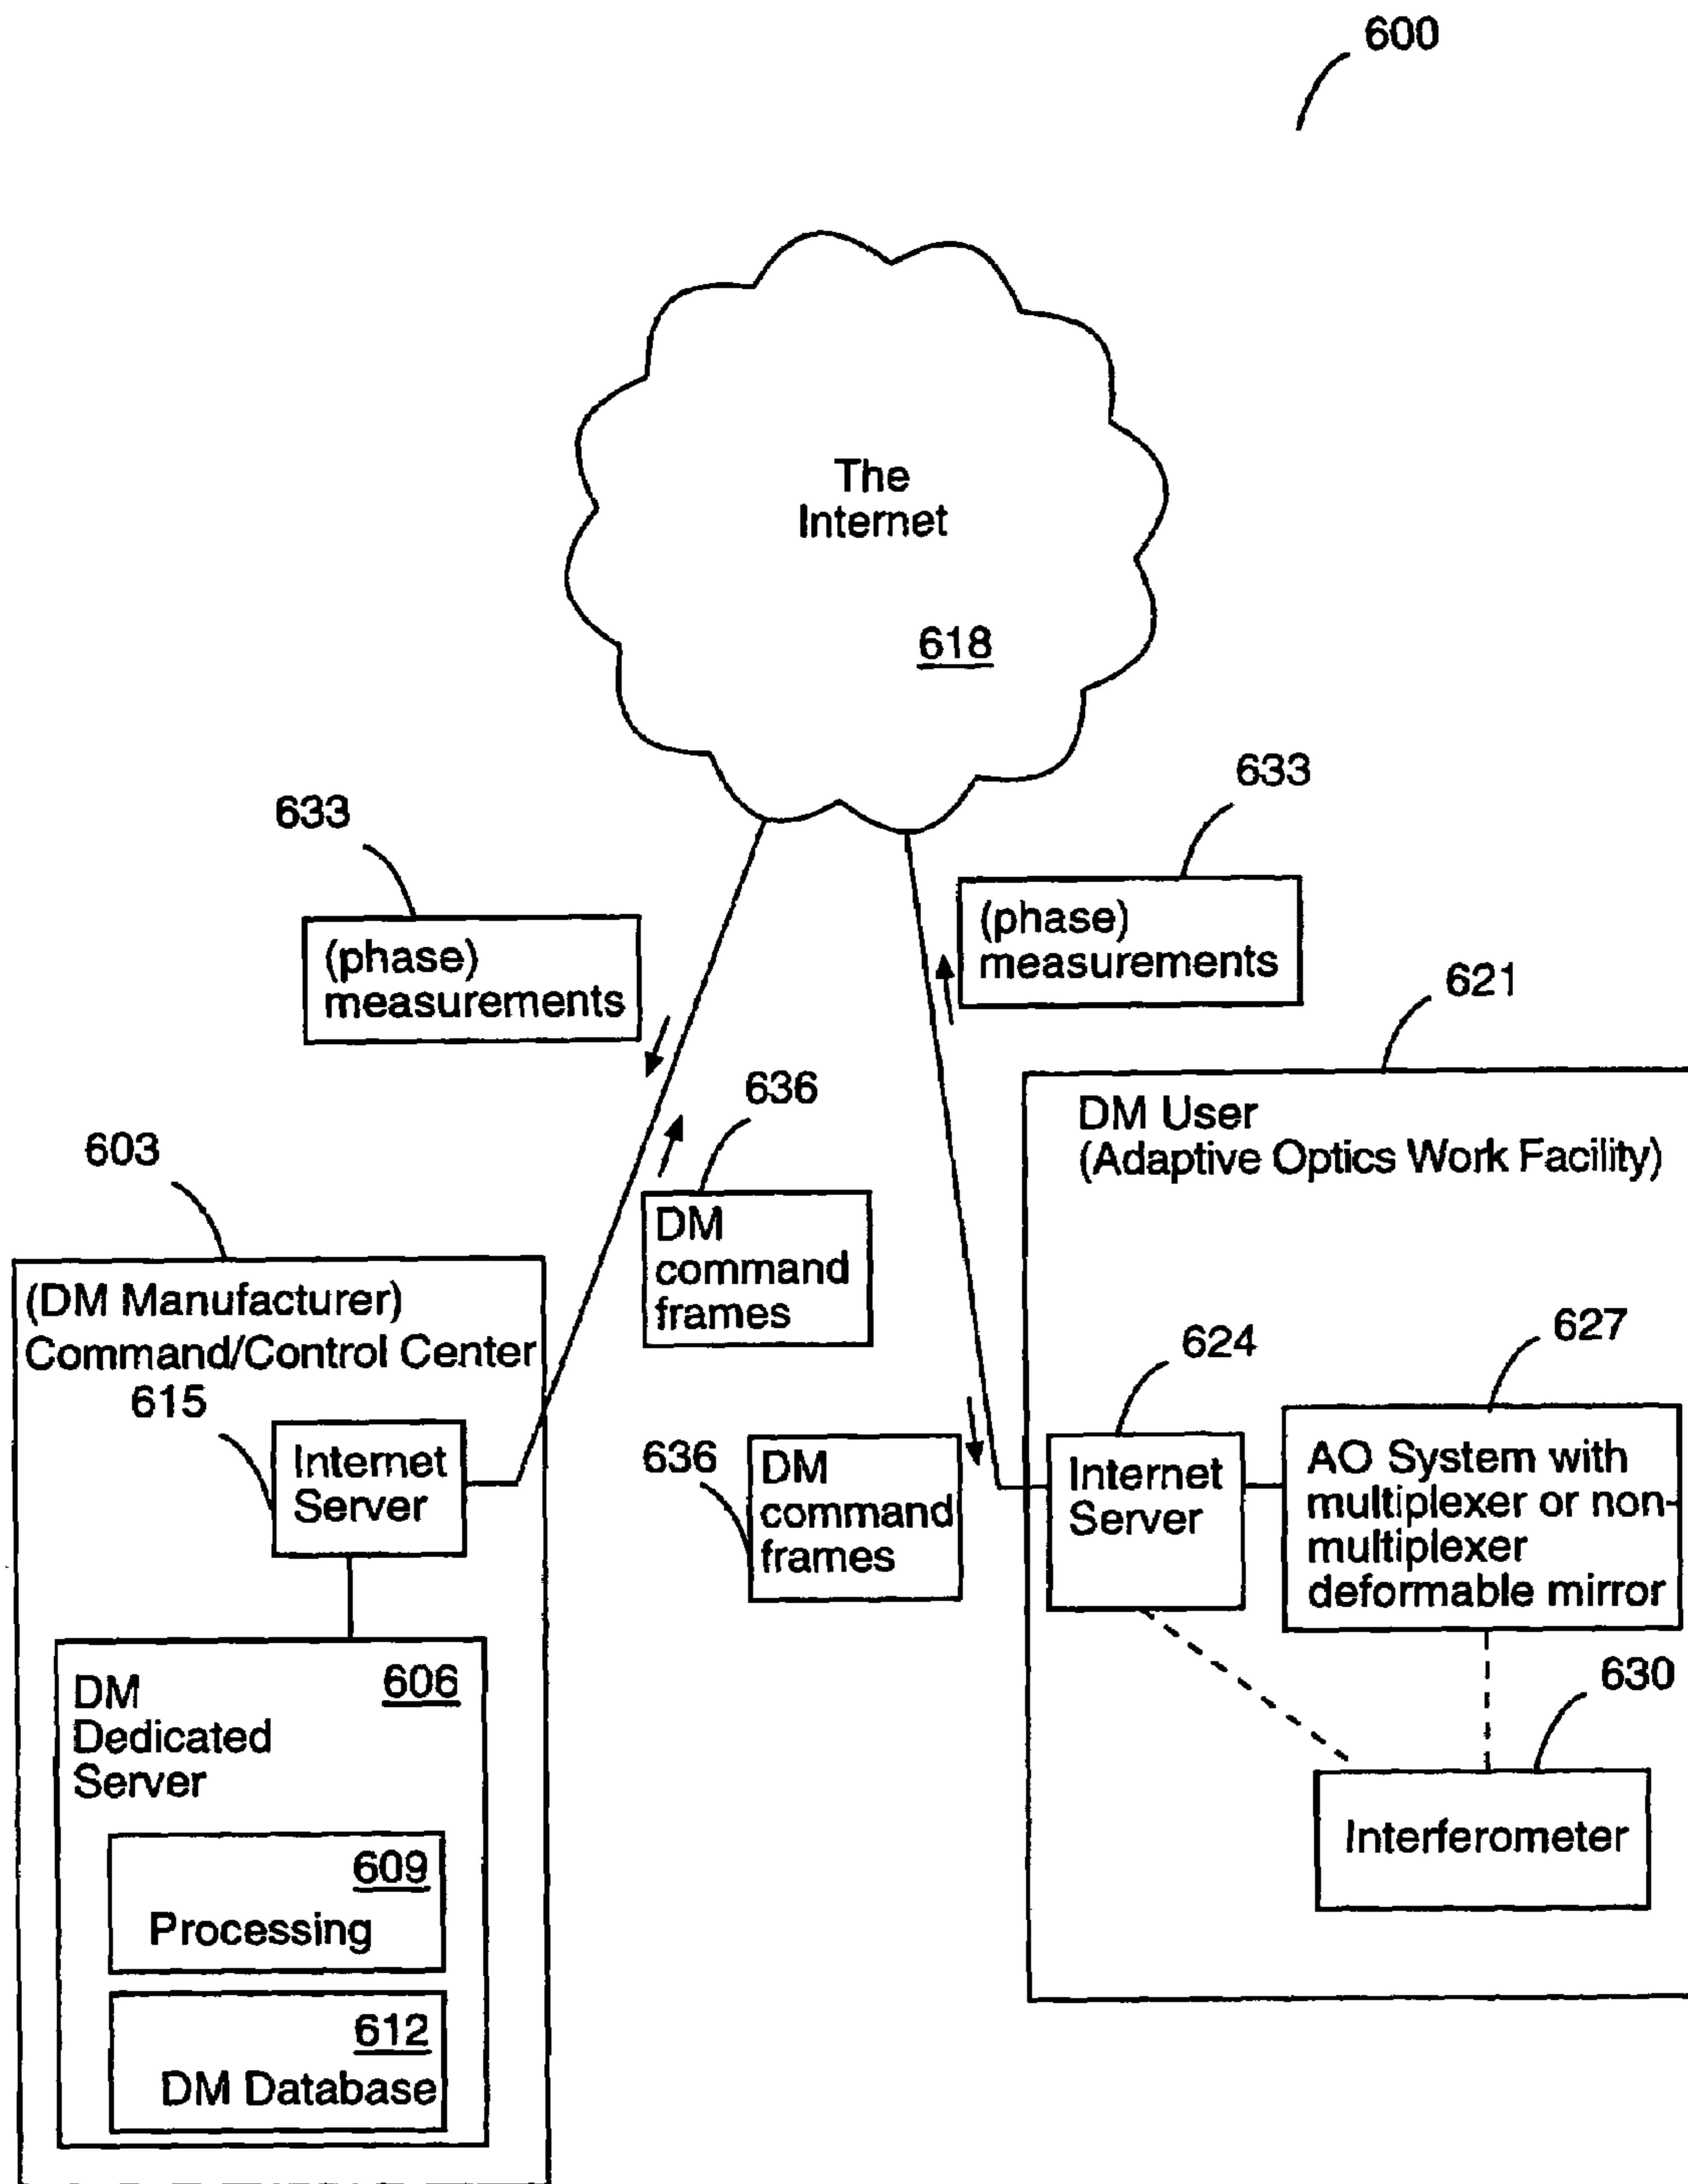 600
The
Internet
618
633
(phase)
measurements
633
(phase)
measurements
621
636
DM
command
frames
603
(DM Manufacturer)
Command/Control Center
615
Internet
Server
DM User
(Adaptive Optics Work Facility)
624
Internet
Server
627
AO System with
multiplexer or non-
multiplexer
deformable mirror
636
DM
command
frames
606
DM
Dedicated
Server
630
Interferometer
609
Processing
612
DM Database